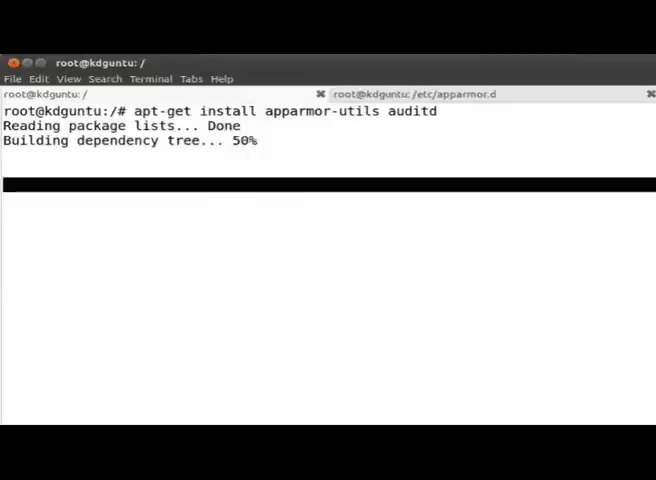 root@kdguntu: /
File Edit View Search Terminal Tabs Help
root@kdguntu: / ✖ root@kdguntu: /etc/apparmor.d ✖
root@kdguntu:/# apt-get install apparmor-utils auditd
Reading package lists... Done
Building dependency tree... 50%